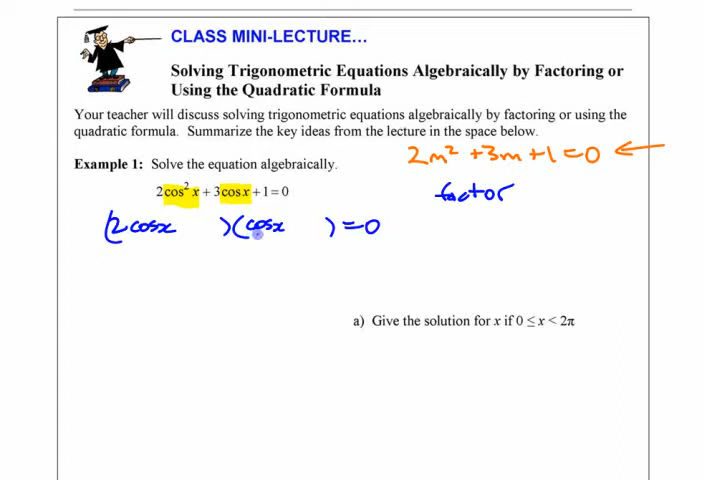 CLASS MINI-LECTURE…
Solving Trigonometric Equations Algebraically by Factoring or
Using the Quadratic Formula
Your teacher will discuss solving trigonometric equations algebraically by factoring or using the
quadratic formula. Summarize the key ideas from the lecture in the space below.
2m² +3m +1 =0 ←
Example 1: Solve the equation algebraically.
2cos² x + 3cos x + 1 = 0
factor
(2 cosx )(cosx ) = 0
a) Give the solution for x if 0 ≤ x < 2π